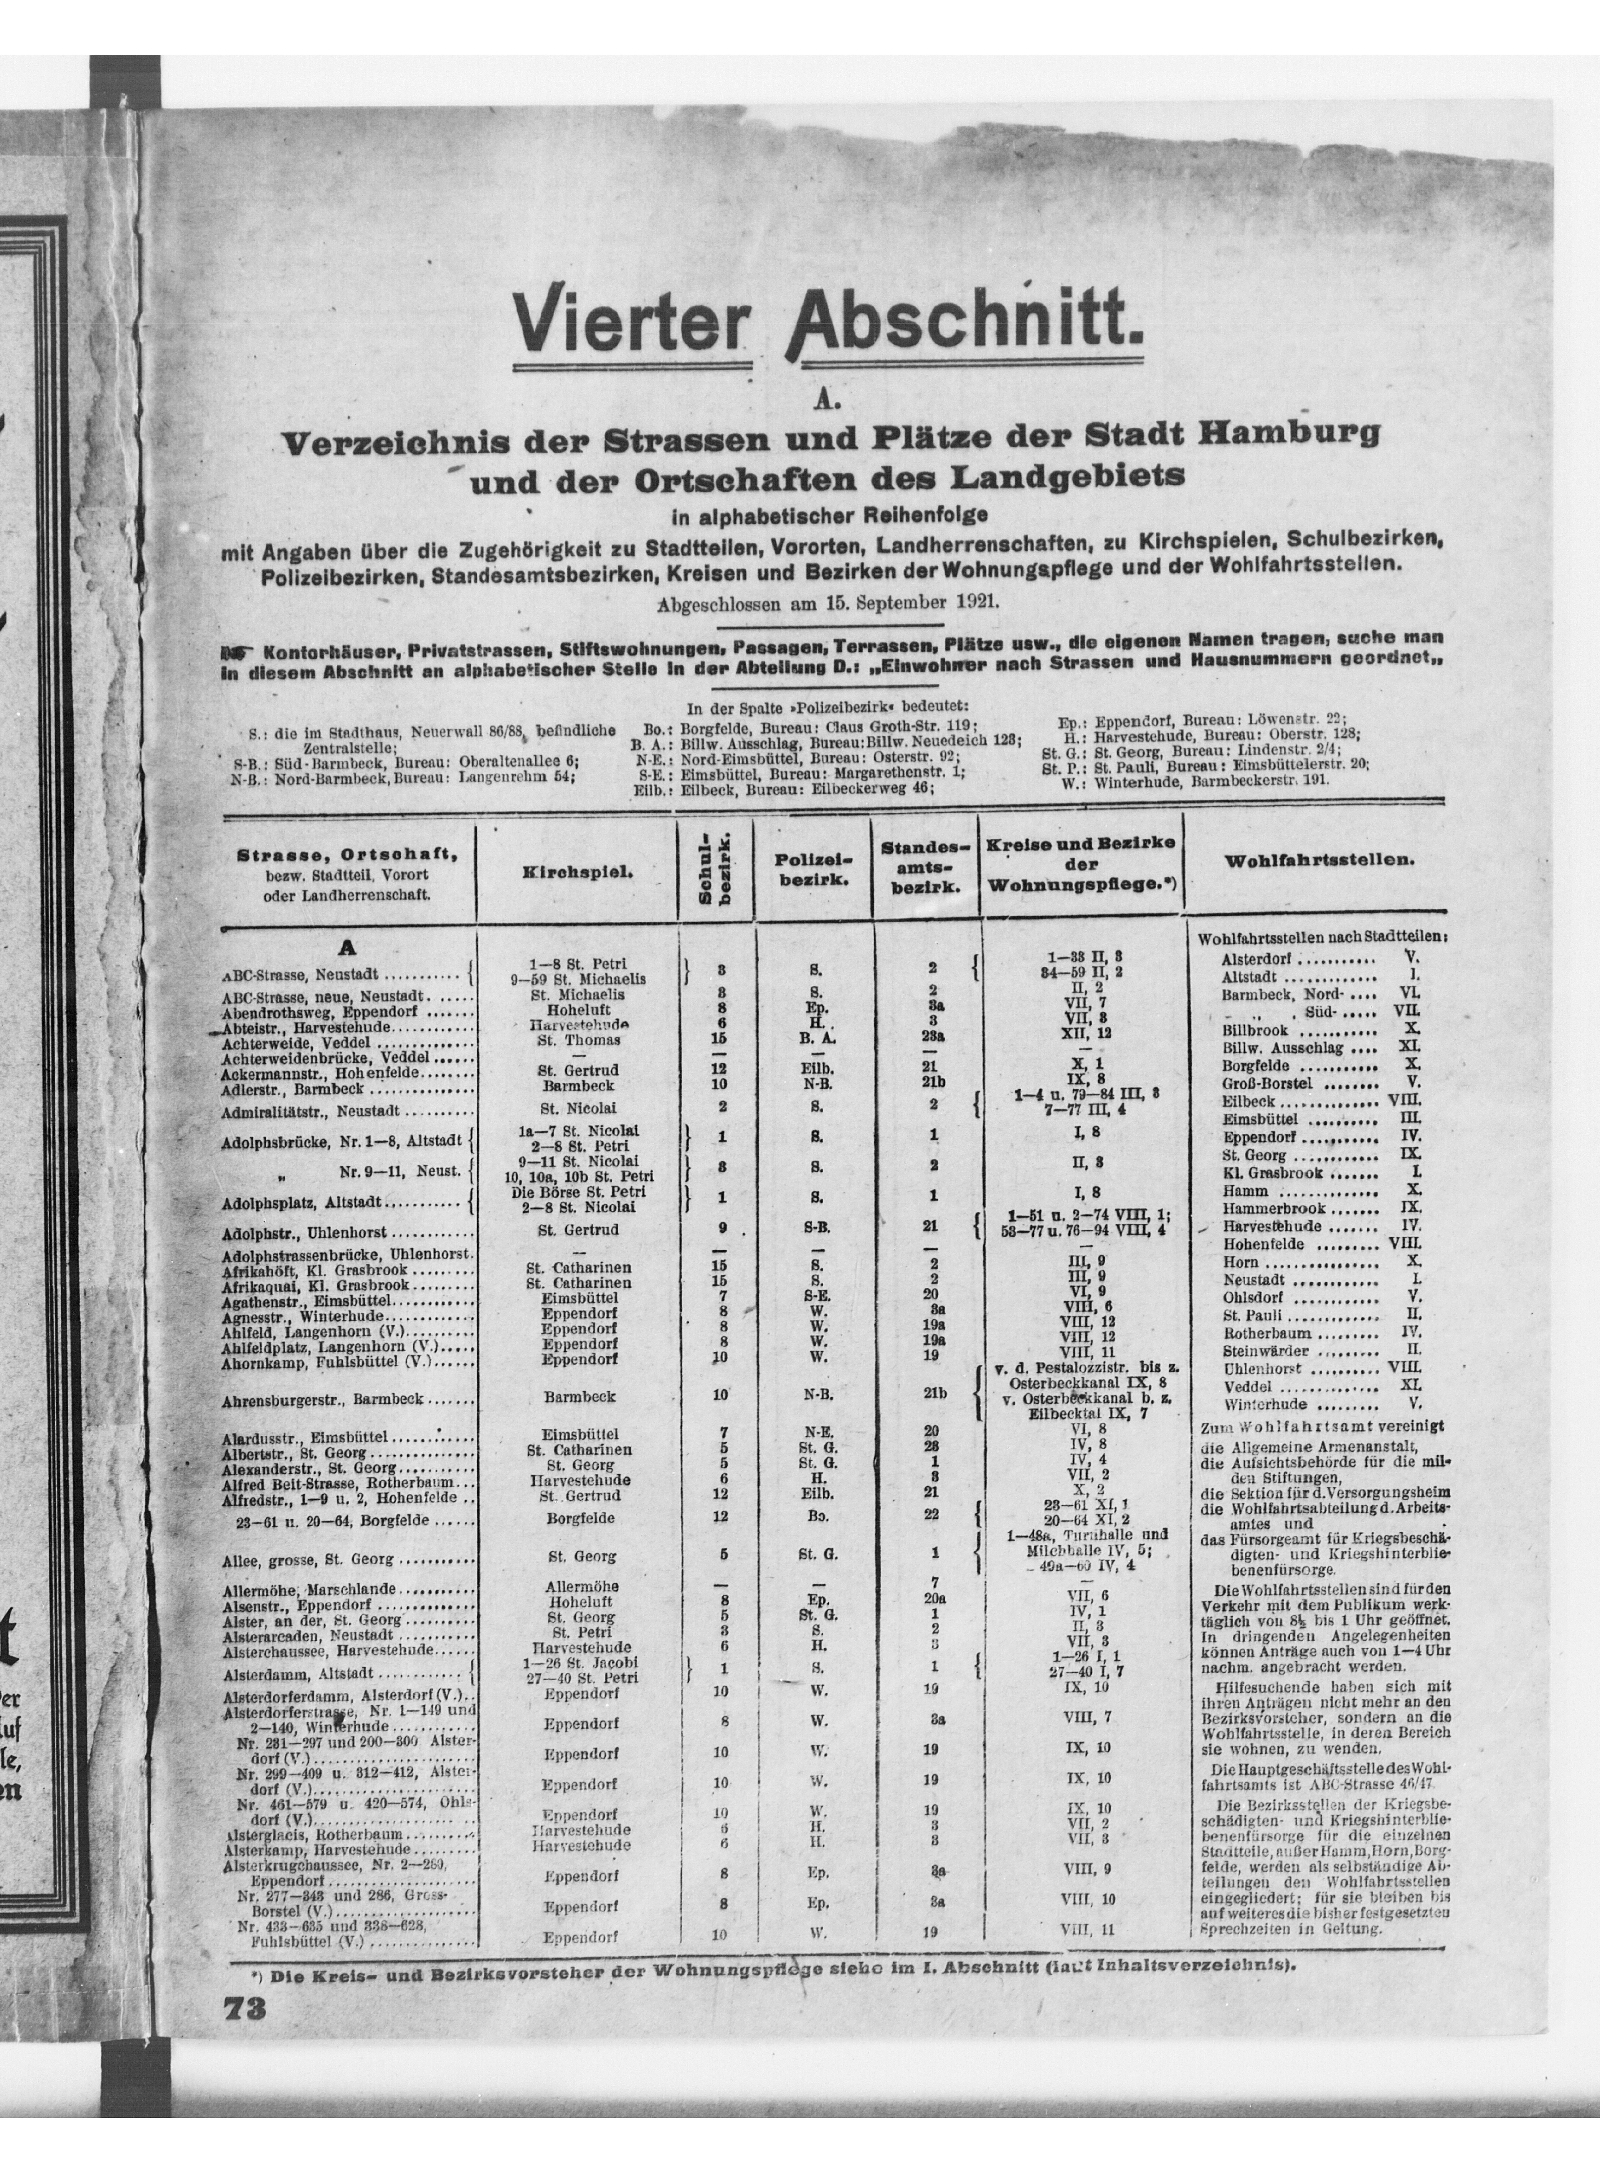 Vierter Abschnitt.
A.
Verzeichnis der Strassen und Plätze der Stadt Hamburg
und der Ortschaften des Landgebiets
in alphabetischer Reihenfolge
mit Angaben über die Zugehörigkeit zu Stadtteilen, Vororten, Landherrenschaften, zu Kirchspielen, Schulbezirken,
Polizeibezirken, Standesamtsbezirken, Kreisen und Bezirken der Wohnungspflege und der Wohlfahrtsstellen.
Abgeschlossen am 15. September 1921.
Kontorhäuser, Privatstrassen, Stiftswohnungen, Passagen, Terrassen, Plätze usw., die eigenen Namen tragen, suche man
in diesem Abschnitt an alphabetischer Stelle in der Abteilung D.: „Einwohner nach Strassen und Hausnummern geordnet„
In der Spalte »Polizeibezirk« bedeutet:
S.: die im Stadthaus, Neuerwall 86/88, befindliche
Zentralstelle;
S-B.: Süd-Barmbeck, Bureau: Oberaltenallee 6;
N-B.: Nord-Barmbeck, Bureau: Langenrehm 54;
Bo.: Borgfelde, Bureau: Claus Groth-Str. 119;
B. A.: Billw. Ausschlag, Bureau: Billw. Neuedeich 123;
N-E.: Nord-Eimsbüttel, Bureau: Osterstr. 92;
S-E.: Eimsbüttel, Bureau: Margarethenstr. 1;
Eilb.: Eilbeck, Bureau: Eilbeckerweg 46;
Ep.: Eppendorf, Bureau: Löwenstr. 22;
H.: Harvestehude, Bureau: Oberstr. 128;
St. G.: St. Georg, Bureau: Lindenstr. 2/4;
St. P.: St. Pauli, Bureau: Eimsbüttelerstr. 20;
W.: Winterhude, Barmbeckerstr. 191.
Strasse, Ortschaft,
bezw. Stadtteil, Vorort
oder Landherrenschaft.
Kirchspiel.
Schul-
bezirk.
Polizei-
bezirk.
Standes-
amts-
bezirk.
Kreise und Bezirke
der
Wohnungspflege.*)
Wohlfahrtsstellen.
A
ABC-Strasse, Neustadt ........... { 1—8 St. Petri } 3 S. 2 { 1—33 II, 3
9—59 St. Michaelis 34—59 II, 2
ABC-Strasse, neue, Neustadt. ...... St. Michaelis 3 S. 2 II, 2
Abendrothsweg, Eppendorf ....... Hoheluft 8 Ep. 3a VII, 7
Abteistr., Harvestehude............ Harvestehude 6 H. 3 VII, 3
Achterweide, Veddel .............. St. Thomas 15 B. A. 23a XII, 12
Achterweidenbrücke, Veddel ...... — — — — —
Ackermannstr., Hohenfelde........ St. Gertrud 12 Eilb. 21 X, 1
Adlerstr., Barmbeck .............. Barmbeck 10 N-B. 21b IX, 8
Admiralitätstr., Neustadt .......... St. Nicolai 2 S. 2 { 1—4 u. 79—84 III, 3
7—77 III, 4
Adolphsbrücke, Nr. 1—8, Altstadt { 1a—7 St. Nicolai } 1 S. 1 I, 8
2—8 St. Petri
„ Nr. 9—11, Neust. { 9—11 St. Nicolai } 3 S. 2 II, 3
10, 10a, 10b St. Petri
Adolphsplatz, Altstadt........... { Die Börse St. Petri } 1 S. 1 I, 8
2—8 St. Nicolai
Adolphstr., Uhlenhorst ............ St. Gertrud 9 S-B. 21 { 1—51 u. 2—74 VIII, 1;
53—77 u. 76—94 VIII, 4
Adolphstrassenbrücke, Uhlenhorst. — — — — —
Afrikahöft, Kl. Grasbrook ......... St. Catharinen 15 S. 2 III, 9
Afrikaquai, Kl. Grasbrook ......... St. Catharinen 15 S. 2 III, 9
Agathenstr., Eimsbüttel............ Eimsbüttel 7 S-E. 20 VI, 9
Agnesstr., Winterhude............. Eppendorf 8 W. 3a VIII, 6
Ahlfeld, Langenhorn (V.).......... Eppendorf 8 W. 19a VIII, 12
Ahlfeldplatz, Langenhorn (V.)..... Eppendorf 8 W. 19a VIII, 12
Ahornkamp, Fuhlsbüttel (V.)...... Eppendorf 10 W. 19 VIII, 11
Ahrensburgerstr., Barmbeck ....... Barmbeck 10 N-B. 21b { v. d. Pestalozzistr. bis z.
Osterbeckkanal IX, 8
v. Osterbeckkanal b. z.
Eilbecktal IX, 7
Alardusstr., Eimsbüttel ............ Eimsbüttel 7 N-E. 20 VI, 8
Albertstr., St. Georg .............. St. Catharinen 5 St. G. 23 IV, 8
Alexanderstr., St. Georg........... St. Georg 5 St. G. 1 IV, 4
Alfred Beit-Strasse, Rotherbaum... Harvestehude 6 H. 3 VII, 2
Alfredstr., 1—9 u. 2, Hohenfelde .. St. Gertrud 12 Eilb. 21 X, 2
23—61 u. 20—64, Borgfelde ...... Borgfelde 12 Bo. 22 { 23—61 XI, 1
20—64 XI, 2
Allee, grosse, St. Georg ........... St. Georg 5 St. G. 1 { 1—48a, Turnhalle und
Milchhalle IV, 5;
49a—60 IV, 4
Allermöhe, Marschlande........... Allermöhe — — 7 —
Alsenstr., Eppendorf .............. Hoheluft 8 Ep. 20a VII, 6
Alster, an der, St. Georg .......... St. Georg 5 St. G. 1 IV, 1
Alsterarcaden, Neustadt ........... St. Petri 3 S. 2 II, 3
Alsterchaussee, Harvestehude...... Harvestehude 6 H. 3 VII, 3
Alsterdamm, Altstadt ............ { 1—26 St. Jacobi } 1 S. 1 { 1—26 I, 1
27—40 St. Petri 27—40 I, 7
Alsterdorferdamm, Alsterdorf (V.).. Eppendorf 10 W. 19 IX, 10
Alsterdorferstrasse, Nr. 1—149 und
2—140, Winterhude............ Eppendorf 8 W. 3a VIII, 7
Nr. 231—297 und 200—300 Alster-
dorf (V.)....................... Eppendorf 10 W. 19 IX, 10
Nr. 299—409 u. 312—412, Alster-
dorf (V.)....................... Eppendorf 10 W. 19 IX, 10
Nr. 461—579 u. 420—574, Ohls-
dorf (V.)....................... Eppendorf 10 W. 19 IX, 10
Alsterglacis, Rotherbaum.......... Harvestehude 6 H. 3 VII, 2
Alsterkamp, Harvestehude ......... Harvestehude 6 H. 3 VII, 3
Alsterkrugchaussee, Nr. 2—260,
Eppendorf ..................... Eppendorf 8 Ep. 3a VIII, 9
Nr. 277—343 und 286, Gross-
Borstel (V.).................... Eppendorf 8 Ep. 3a VIII, 10
Nr. 433—635 und 338—628,
Fuhlsbüttel (V.) ............... Eppendorf 10 W. 19 VIII, 11
Wohlfahrtsstellen nach Stadtteilen:
Alsterdorf ........... V.
Altstadt ............. I.
Barmbeck, Nord- .... VI.
„ Süd- ..... VII.
Billbrook ........... X.
Billw. Ausschlag .... XI.
Borgfelde ........... X.
Groß-Borstel ........ V.
Eilbeck .............. VIII.
Eimsbüttel .......... III.
Eppendorf ........... IV.
St. Georg ............ IX.
Kl. Grasbrook ....... I.
Hamm .............. X.
Hammerbrook ....... IX.
Harvestehude ....... IV.
Hohenfelde ......... VIII.
Horn ................ X.
Neustadt ............ I.
Ohlsdorf ............ V.
St. Pauli ............. II.
Rotherbaum ......... IV.
Steinwärder ......... II.
Uhlenhorst .......... VIII.
Veddel .............. XI.
Winterhude ......... V.
Zum Wohlfahrtsamt vereinigt
die Allgemeine Armenanstalt,
die Aufsichtsbehörde für die mil-
den Stiftungen,
die Sektion für d. Versorgungsheim
die Wohlfahrtsabteilung d. Arbeits-
amtes und
das Fürsorgeamt für Kriegsbeschä-
digten- und Kriegshinterblie-
benenfürsorge.
Die Wohlfahrtsstellen sind für den
Verkehr mit dem Publikum werk-
täglich von 8½ bis 1 Uhr geöffnet.
In dringenden Angelegenheiten
können Anträge auch von 1—4 Uhr
nachm. angebracht werden.
Hilfesuchende haben sich mit
ihren Anträgen nicht mehr an den
Bezirksvorsteher, sondern an die
Wohlfahrtsstelle, in deren Bereich
sie wohnen, zu wenden.
Die Hauptgeschäftsstelle des Wohl-
fahrtsamts ist ABC-Strasse 46/47.
Die Bezirksstellen der Kriegsbe-
schädigten- und Kriegshinterblie-
benenfürsorge für die einzelnen
Stadtteile, außer Hamm, Horn, Borg-
felde, werden als selbständige Ab-
teilungen den Wohlfahrtsstellen
eingegliedert; für sie bleiben bis
auf weiteres die bisher festgesetzten
Sprechzeiten in Geltung.
*) Die Kreis- und Bezirksvorsteher der Wohnungspflege siehe im I. Abschnitt (laut Inhaltsverzeichnis).
73